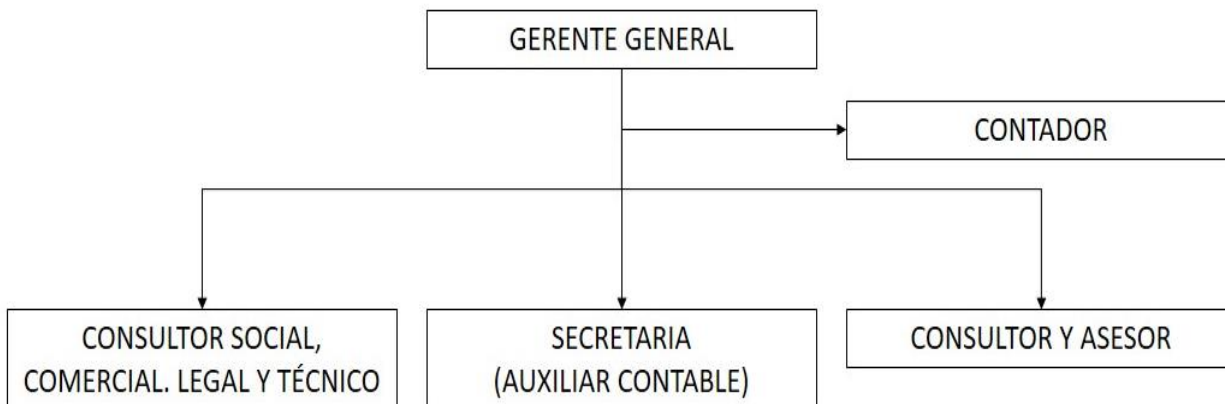 GERENTE GENERAL
CONTADOR
CONSULTOR SOCIAL,
COMERCIAL. LEGAL Y TÉCNICO
SECRETARIA
(AUXILIAR CONTABLE)
CONSULTOR Y ASESOR